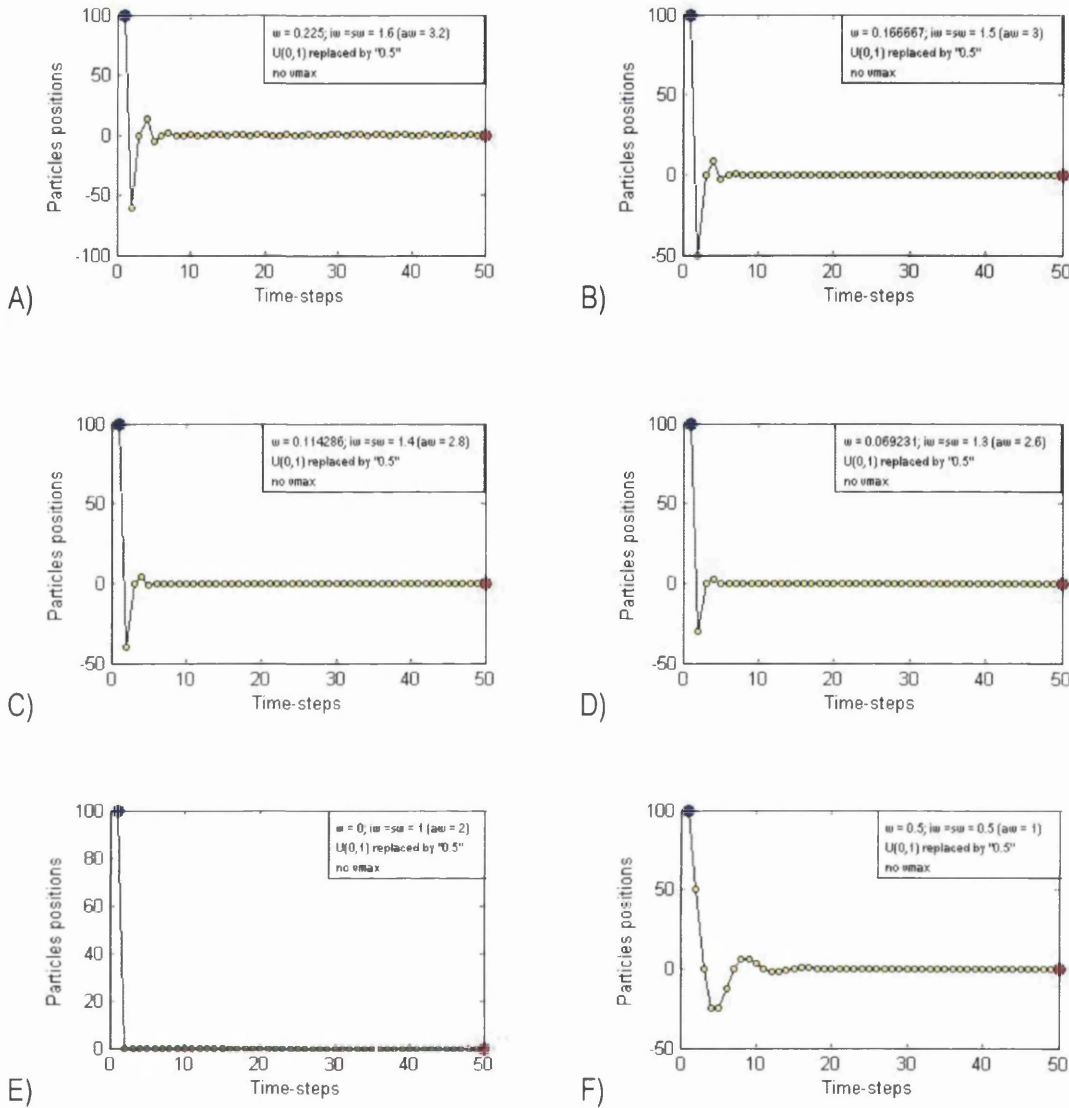 100
50
0
-50
-100
0 10 20 30 40 50
Particles positions
Time-steps
w = 0.225; iw =sw = 1.6 (aw = 3.2)
U(0,1) replaced by "0.5"
no vmax
A)
100
50
0
-50
0 10 20 30 40 50
Particles positions
Time-steps
w = 0.166667; iw =sw = 1.5 (aw = 3)
U(0,1) replaced by "0.5"
no vmax
B)
100
50
0
-50
0 10 20 30 40 50
Particles positions
Time-steps
w = 0.114286; iw =sw = 1.4 (aw = 2.8)
U(0,1) replaced by "0.5"
no vmax
C)
100
50
0
-50
0 10 20 30 40 50
Particles positions
Time-steps
w = 0.069231; iw =sw = 1.3 (aw = 2.6)
U(0,1) replaced by "0.5"
no vmax
D)
100
80
60
40
20
0
0 10 20 30 40 50
Particles positions
Time-steps
w = 0; iw =sw = 1 (aw = 2)
U(0,1) replaced by "0.5"
no vmax
E)
100
50
0
-50
0 10 20 30 40 50
Particles positions
Time-steps
w = 0.5; iw =sw = 0.5 (aw = 1)
U(0,1) replaced by "0.5"
no vmax
F)